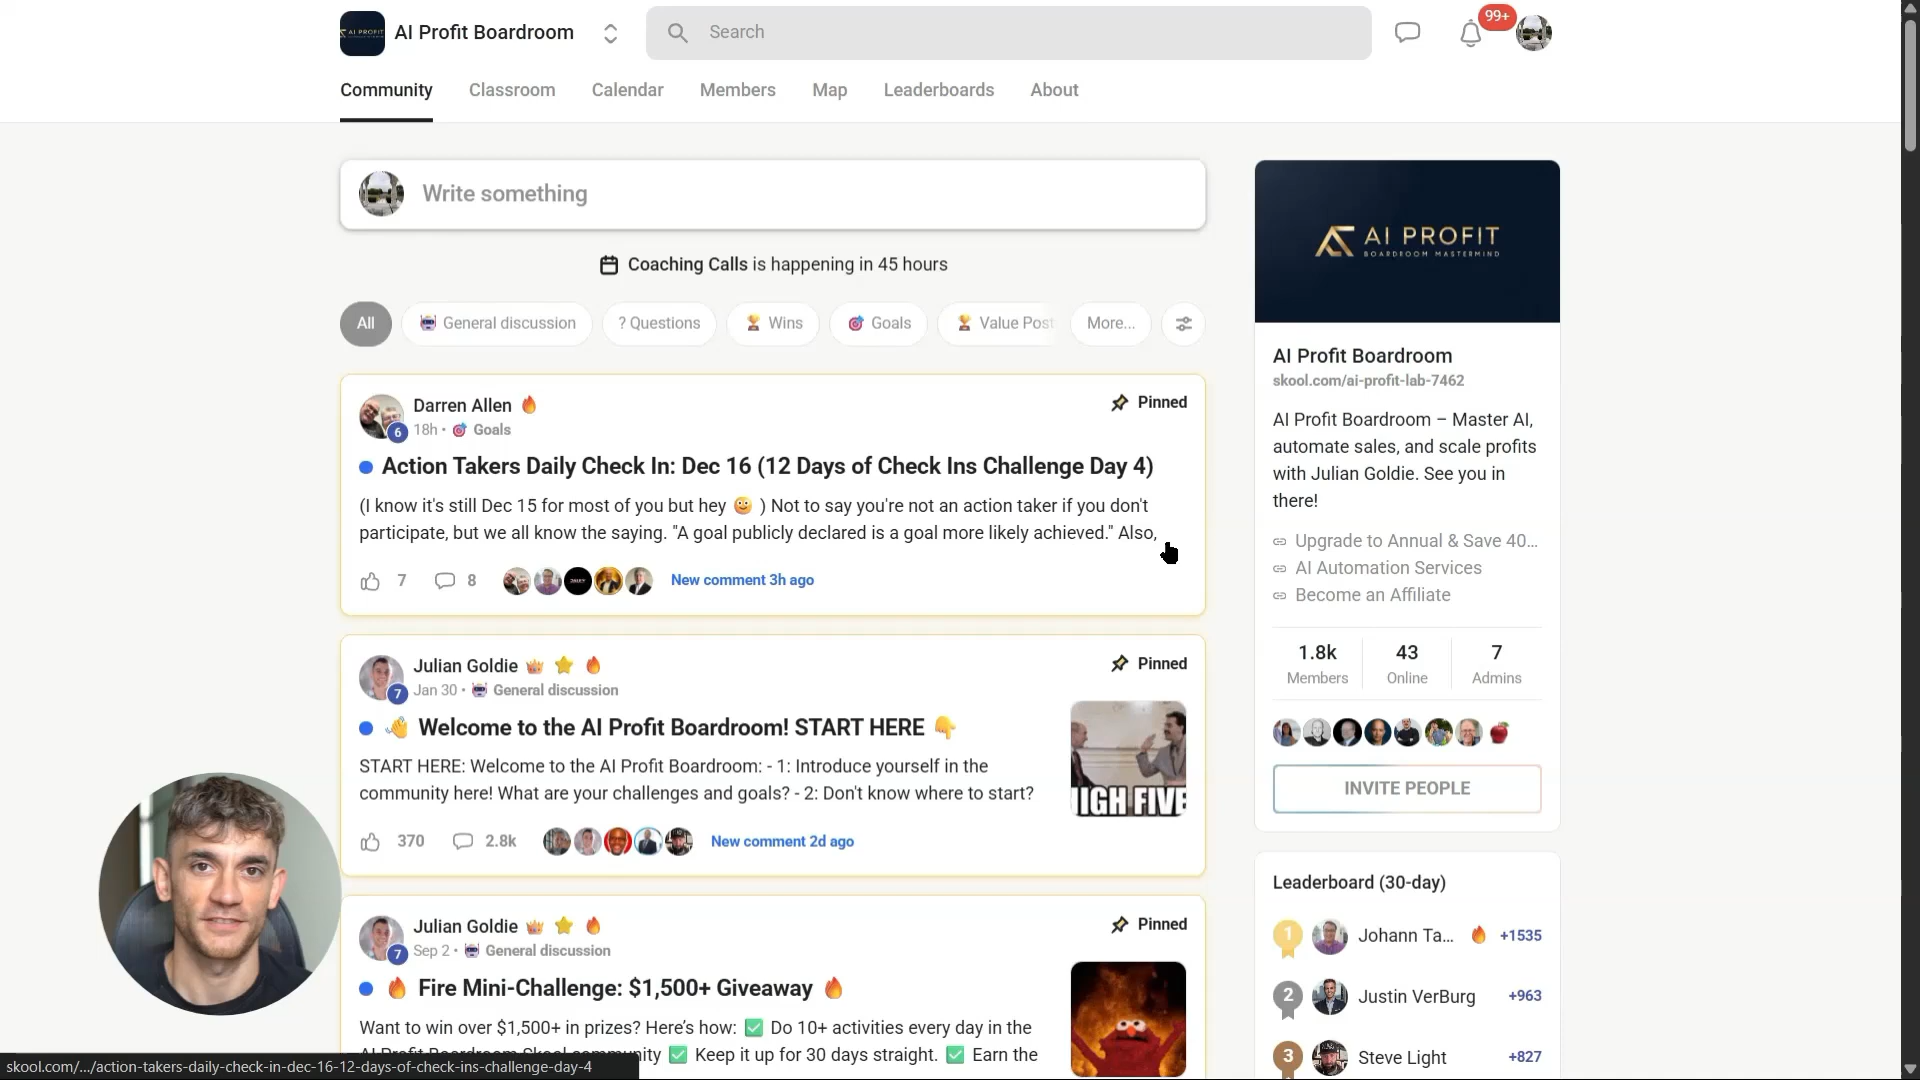 AI PROFIT
AI Profit Boardroom
Search
99+
Community
Classroom
Calendar
Members
Map
Leaderboards
About
Write something
Coaching Calls is happening in 45 hours
All
General discussion
? Questions
Wins
Goals
Value Post
More...
Darren Allen
Pinned
6
18h • Goals
Action Takers Daily Check In: Dec 16 (12 Days of Check Ins Challenge Day 4)
(I know it's still Dec 15 for most of you but hey ) Not to say you're not an action taker if you don't
participate, but we all know the saying. "A goal publicly declared is a goal more likely achieved." Also,
7
8
New comment 3h ago
Julian Goldie
Pinned
7
Jan 30 • General discussion
Welcome to the AI Profit Boardroom! START HERE
START HERE: Welcome to the AI Profit Boardroom: - 1: Introduce yourself in the
community here! What are your challenges and goals? - 2: Don't know where to start?
HIGH FIVE
370
2.8k
New comment 2d ago
Julian Goldie
Pinned
7
Sep 2 • General discussion
Fire Mini-Challenge: $1,500+ Giveaway
Want to win over $1,500+ in prizes? Here’s how: ✅ Do 10+ activities every day in the
AI Profit Boardroom Skool community ✅ Keep it up for 30 days straight. ✅ Earn the
AI PROFIT
BOARDROOM MASTERMIND
AI Profit Boardroom
skool.com/ai-profit-lab-7462
AI Profit Boardroom – Master AI,
automate sales, and scale profits
with Julian Goldie. See you in
there!
Upgrade to Annual & Save 40...
AI Automation Services
Become an Affiliate
1.8k
Members
43
Online
7
Admins
INVITE PEOPLE
Leaderboard (30-day)
1
Johann Ta...
+1535
2
Justin VerBurg
+963
3
Steve Light
+827
skool.com/.../action-takers-daily-check-in-dec-16-12-days-of-check-ins-challenge-day-4